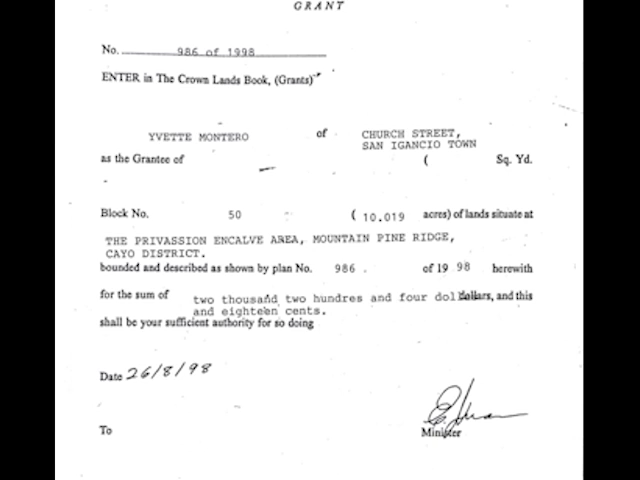 GRANT
No. 986 of 1998
ENTER in The Crown Lands Book, (Grants)
YVETTE MONTERO of CHURCH STREET,
SAN IGANCIO TOWN
as the Grantee of ( Sq. Yd.
Block No. 50 ( 10.019 acres) of lands situate at
THE PRIVASSION ENCALVE AREA, MOUNTAIN PINE RIDGE,
CAYO DISTRICT.
bounded and described as shown by plan No. 986 . of 19 98 herewith
for the sum of two thousand two hundres and four dollars, and this
and eighteen cents.
shall be your sufficient authority for so doing
Date 26/8/98
To Minister